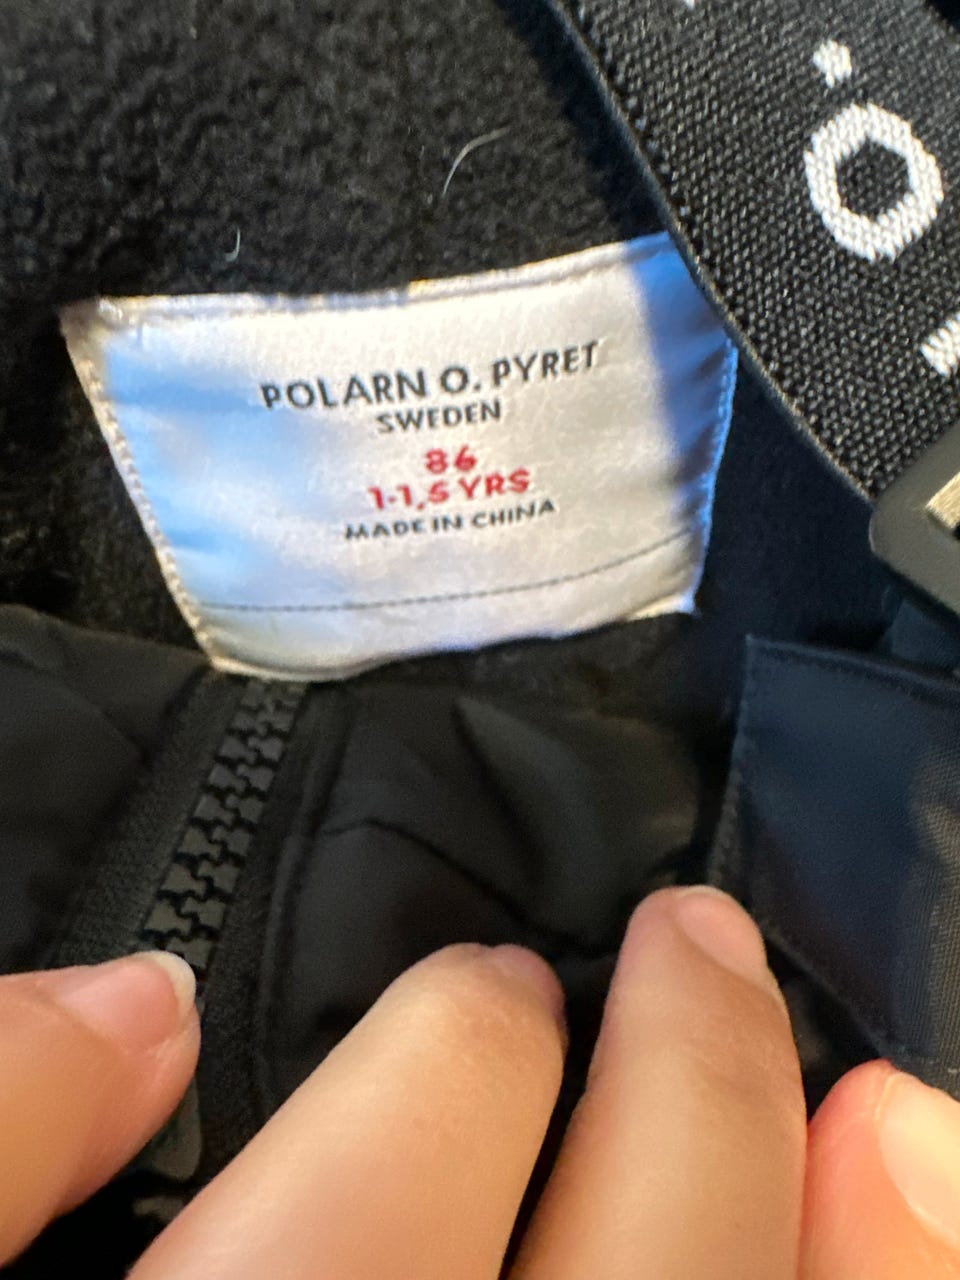 POLARN O. PYRET
SWEDEN
86
1-1,5 YRS
MADE IN CHINA
O.